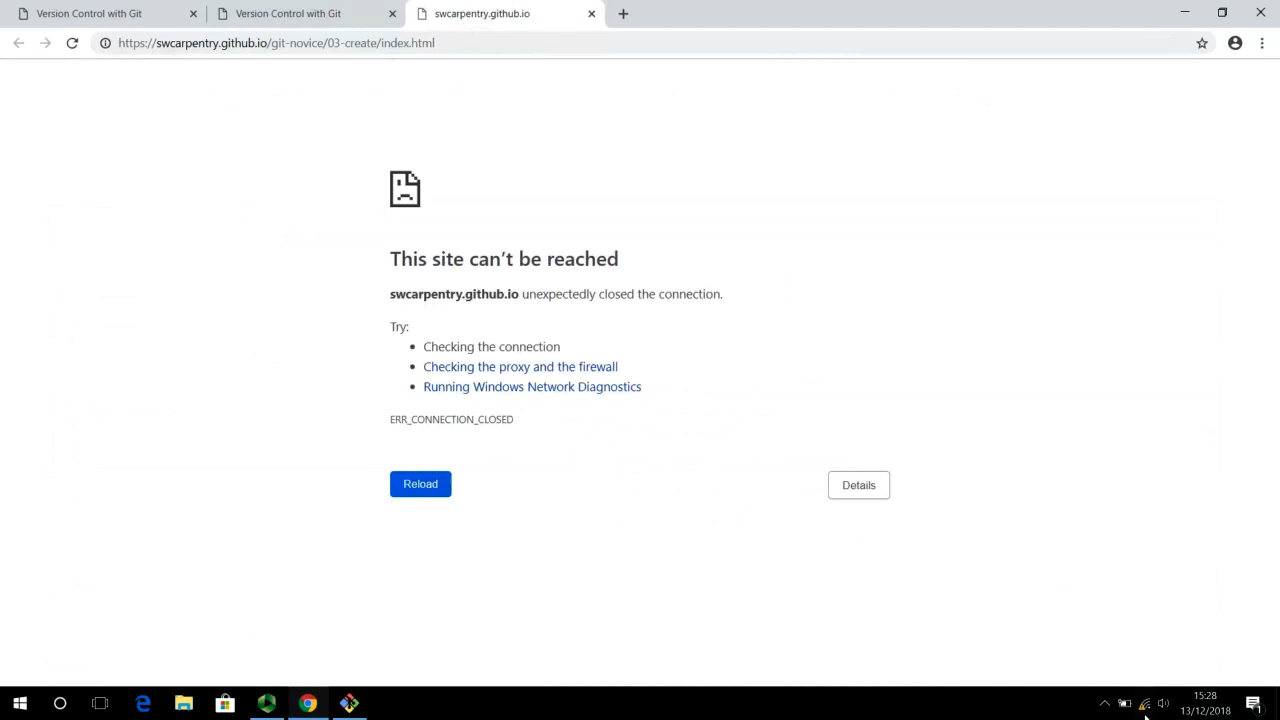 Version Control with Git
Version Control with Git
swcarpentry.github.io
https://swcarpentry.github.io/git-novice/03-create/index.html
This site can't be reached
swcarpentry.github.io unexpectedly closed the connection.
Try:
Checking the connection
Checking the proxy and the firewall
Running Windows Network Diagnostics
ERR_CONNECTION_CLOSED
Reload
Details
15:28
13/12/2018
1